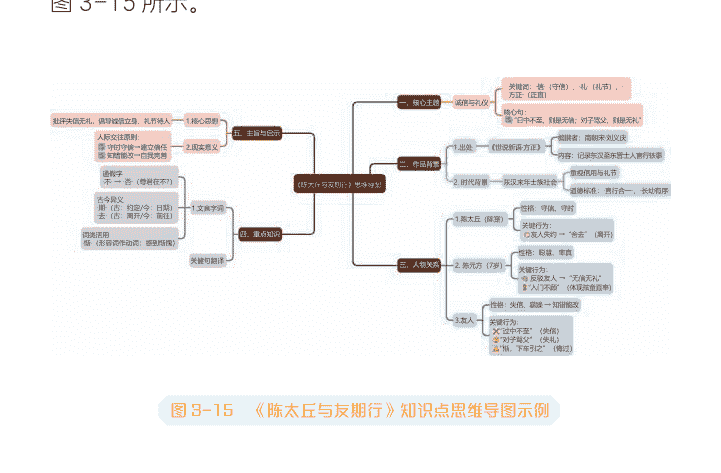 图 3-15 所示。
《陈太丘与友期行》思维导图
一、核心主题
诚信与礼仪
关键词：信（守信）、礼（礼节）、
方正（正直）
核心句：
“日中不至，则是无信；对子骂父，则是无礼”
二、作品背景
1.出处
《世说新语·方正》
编撰者：南朝宋·刘义庆
内容：记录东汉至东晋士人言行轶事
2. 时代背景
东汉末年士族社会
重视信用与礼节
道德标准：言行合一、长幼有序
三、人物关系
1.陈太丘（陈寔）
性格：守信、守时
关键行为：
友人失约→“舍去”（离开）
2. 陈元方（7岁）
性格：聪慧、率真
关键行为：
反驳友人→“无信无礼”
“入门不顾”（体现孩童直率）
3.友人
性格：失信、暴躁→知错能改
关键行为：
“过中不至”（失信）
“对子骂父”（失礼）
“惭，下车引之”（悔过）
四、重点知识
1.文言字词
通假字
不 → 否（尊君在不？）
古今异义
期（古：约定/今：日期）
去（古：离开/今：前往）
词类活用
惭（形容词作动词：感到惭愧）
关键句翻译
五、主旨与启示
1.核心思想
批评失信无礼，倡导诚信立身、礼节待人
2.现实意义
人际交往原则：
守时守信→建立信任
知错能改→自我完善
图 3-15 《陈太丘与友期行》知识点思维导图示例